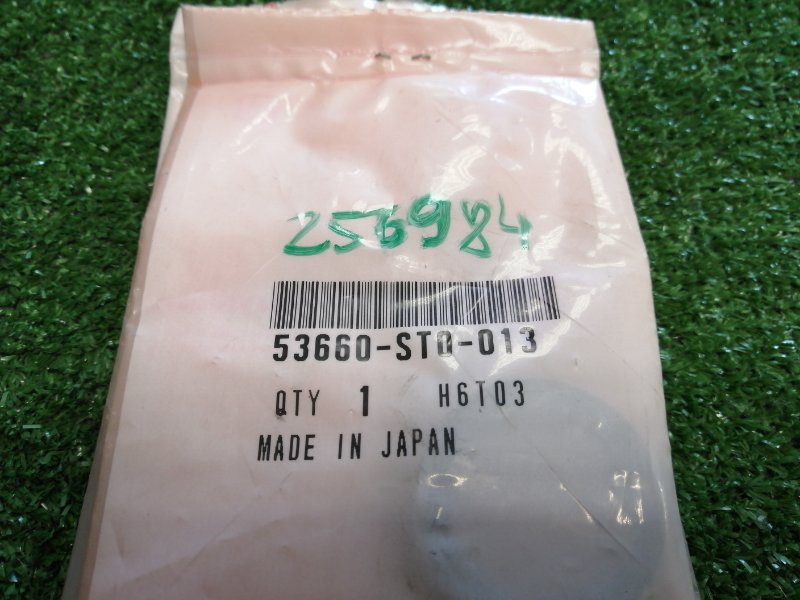 256984
53660-ST0-013
QTY 1 H6T03
MADE IN JAPAN